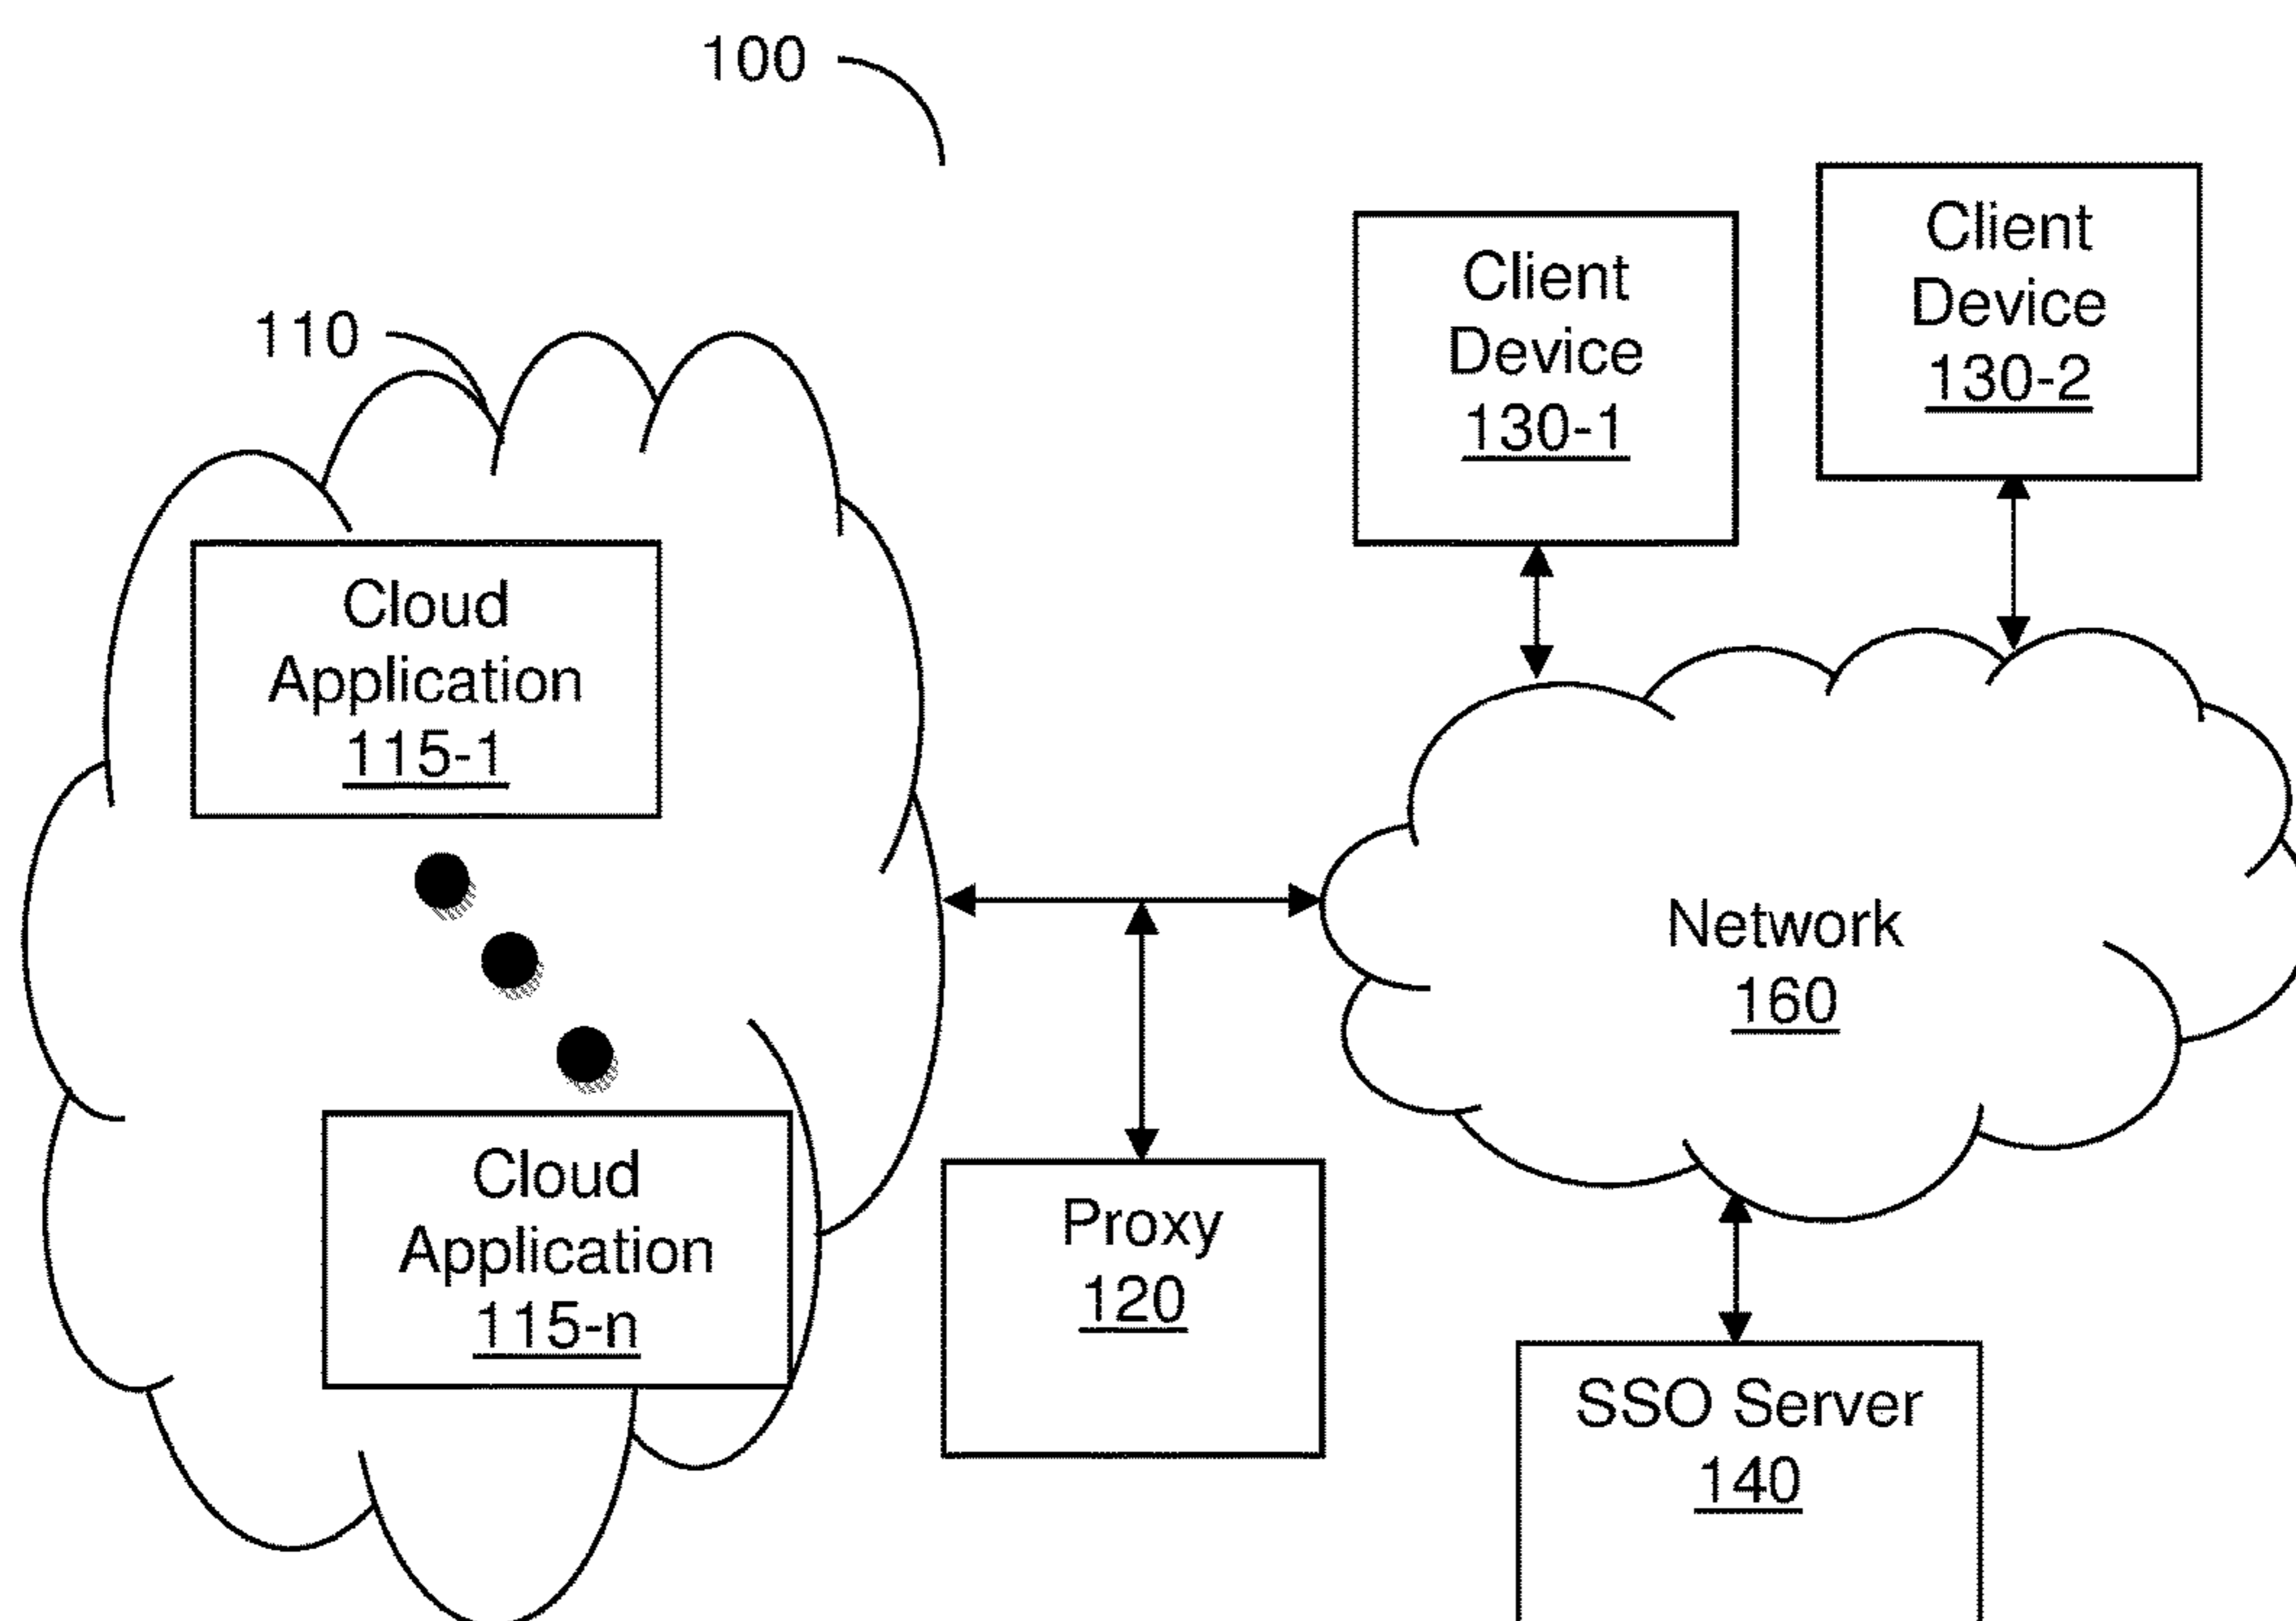 100
110
Client
Device
130-1
Client
Device
130-2
Cloud
Application
115-1
Network
160
Cloud
Application
115-n
Proxy
120
SSO Server
140